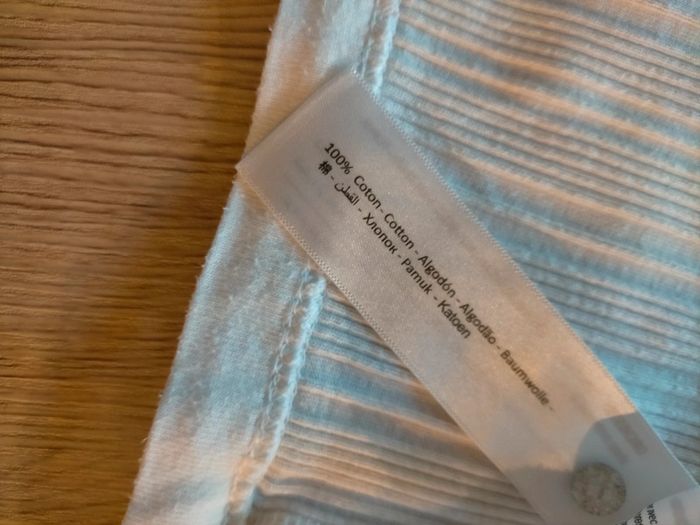 100% Coton - Cotton - Algodón - Algodão - Baumwolle -
棉 - القطن - Хлопок - Pamuk - Katoen